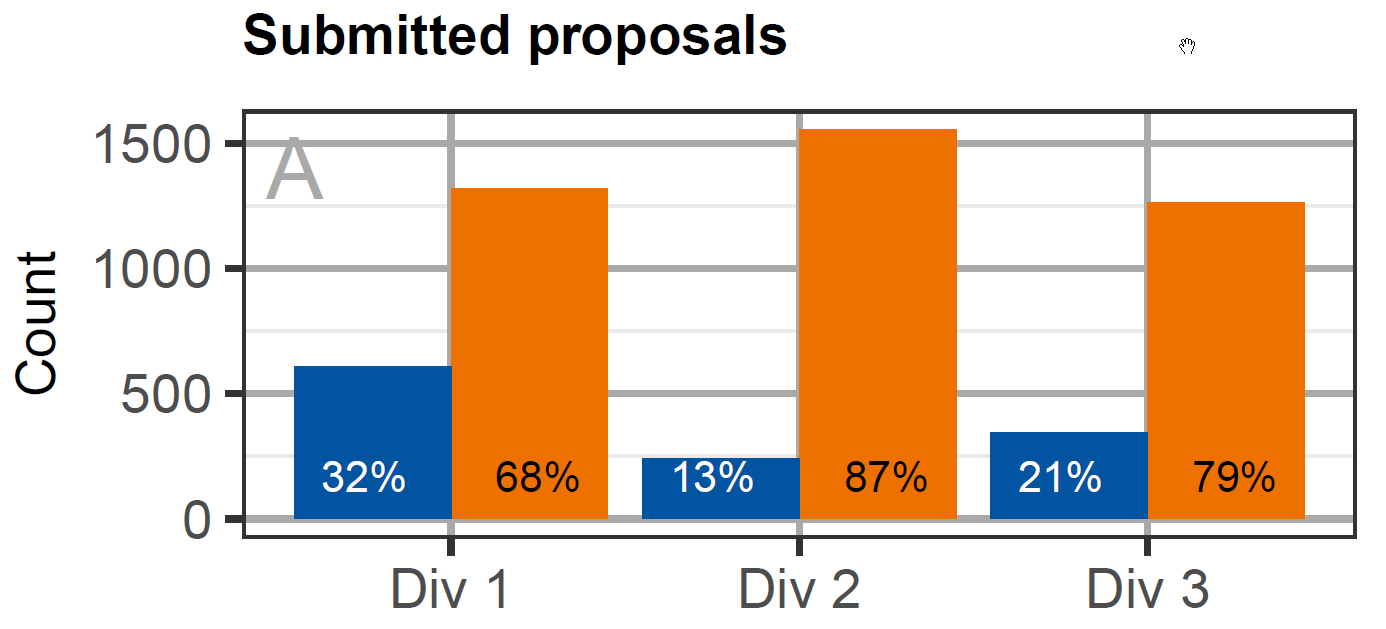 Submitted proposals
A
1500
1000
500
0
Count
32% 68% 13% 87% 21% 79%
Div 1 Div 2 Div 3